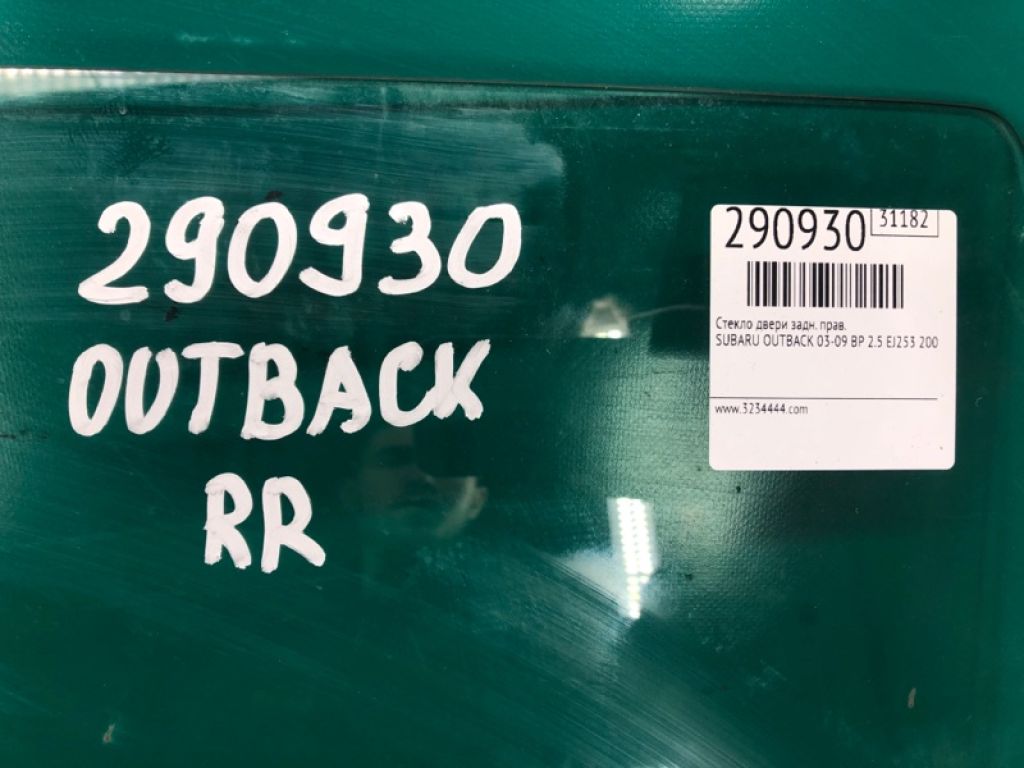 290930
OUTBACK
RR
290930
31182
Стекло двери задн. прав.
SUBARU OUTBACK 03-09 BP 2.5 EJ253 200
www.3234444.com